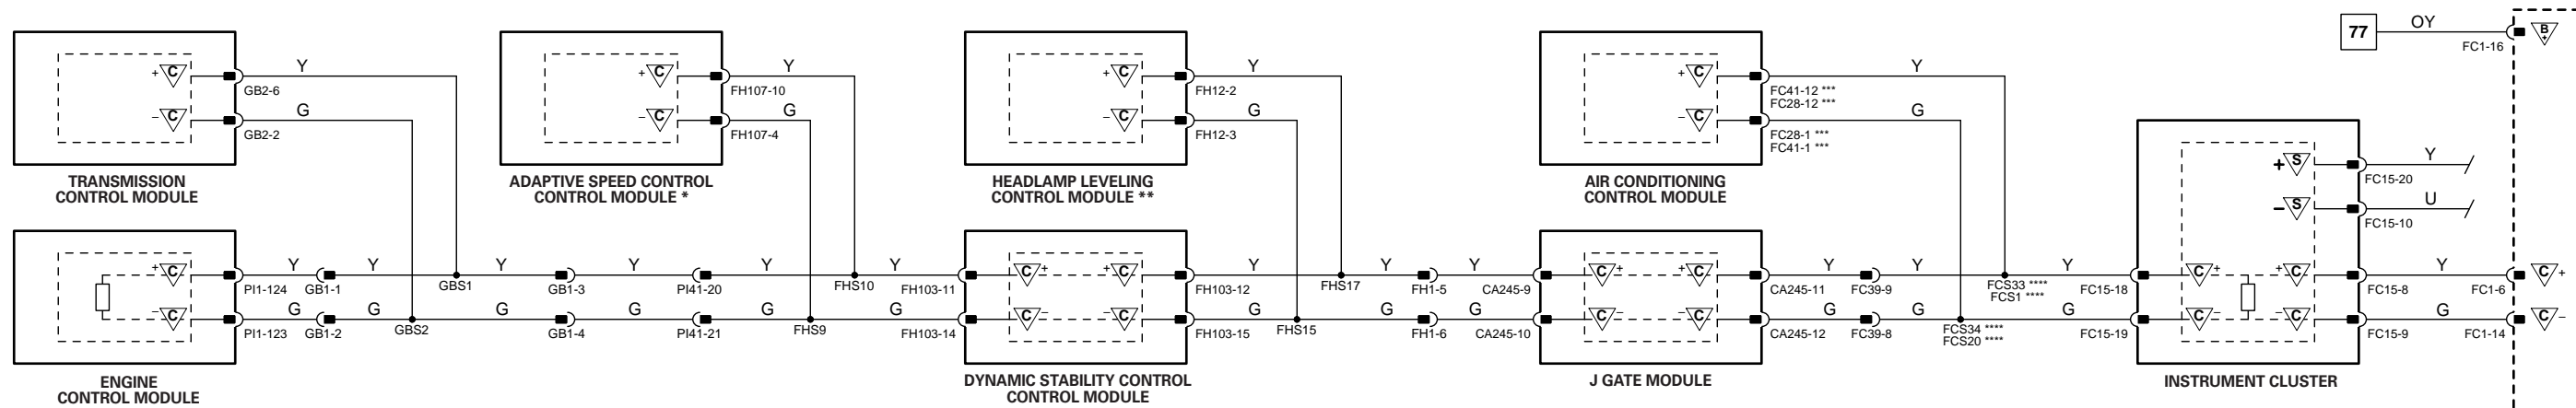 77
OY
FC1-16
B
+
+ C
Y
GB2-6
− C
G
GB2-2
TRANSMISSION
CONTROL MODULE
+ C
Y
FH107-10
− C
G
FH107-4
ADAPTIVE SPEED CONTROL
CONTROL MODULE *
+ C
Y
FH12-2
− C
G
FH12-3
HEADLAMP LEVELING
CONTROL MODULE **
+ C
Y
FC41-12 ***
FC28-12 ***
− C
G
FC28-1 ***
FC41-1 ***
AIR CONDITIONING
CONTROL MODULE
+ S
Y
FC15-20
− S
U
FC15-10
+ C
Y Y Y Y Y Y
PI1-124 GB1-1 GBS1 GB1-3 PI41-20 FHS10 FH103-11
C + + C
Y Y Y
FH103-12 FHS17 FH1-5 CA245-9
C + + C
Y Y Y
CA245-11 FC39-9 FCS33 **** FC15-18
FCS1 ****
C + + C
Y
FC15-8 FC1-6
C +
− C
G G G G G G
PI1-123 GB1-2 GBS2 GB1-4 PI41-21 FHS9 FH103-14
C − − C
G G G
FH103-15 FHS15 FH1-6 CA245-10
C − − C
G G G
CA245-12 FC39-8 FCS34 **** FC15-19
FCS20 ****
C − − C
G
FC15-9 FC1-14
C −
ENGINE
CONTROL MODULE
DYNAMIC STABILITY CONTROL
CONTROL MODULE
J GATE MODULE
INSTRUMENT CLUSTER